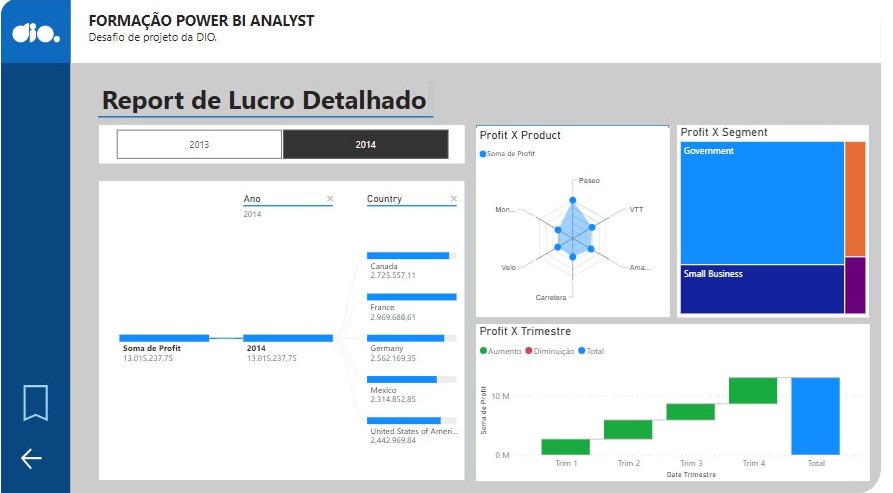 dio.
FORMAÇÃO POWER BI ANALYST
Desafio de projeto da DIO.
Report de Lucro Detalhado
2013
2014
Ano
2014
Country
Canada
2.725.557,11
France
2.969.688,61
Soma de Profit
13.015.237,75
2014
13.015.237,75
Germany
2.562.169,35
Mexico
2.314.852,85
United States of Ameri...
2.442.969,84
Profit X Product
Soma de Profit
Paseo
VTT
Ama...
Carretera
Velo
Mon...
Profit X Segment
Government
Small Business
Profit X Trimestre
Aumento Diminuição Total
Soma de Profit
10 M
0 M
Trim 1
Trim 2
Trim 3
Trim 4
Total
Date Trimestre